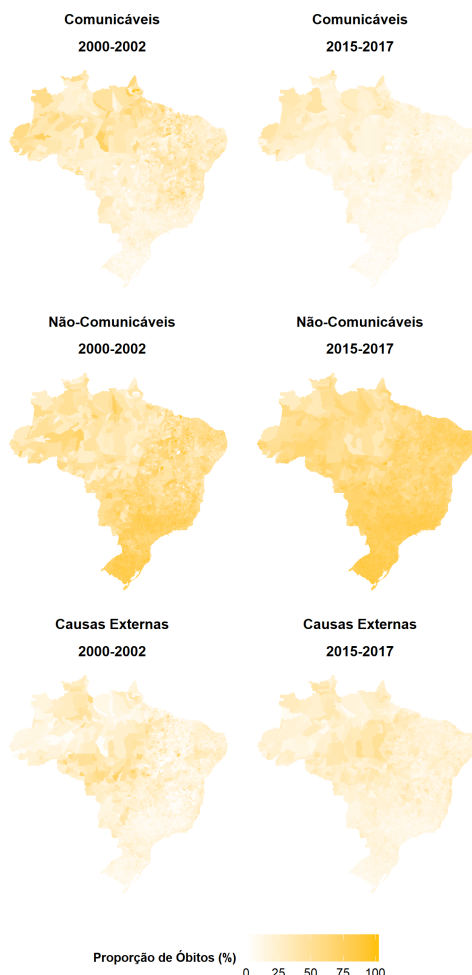 Comunicáveis
2000-2002
Comunicáveis
2015-2017
Não-Comunicáveis
2000-2002
Não-Comunicáveis
2015-2017
Causas Externas
2000-2002
Causas Externas
2015-2017
Proporção de Óbitos (%)
0 25 50 75 100